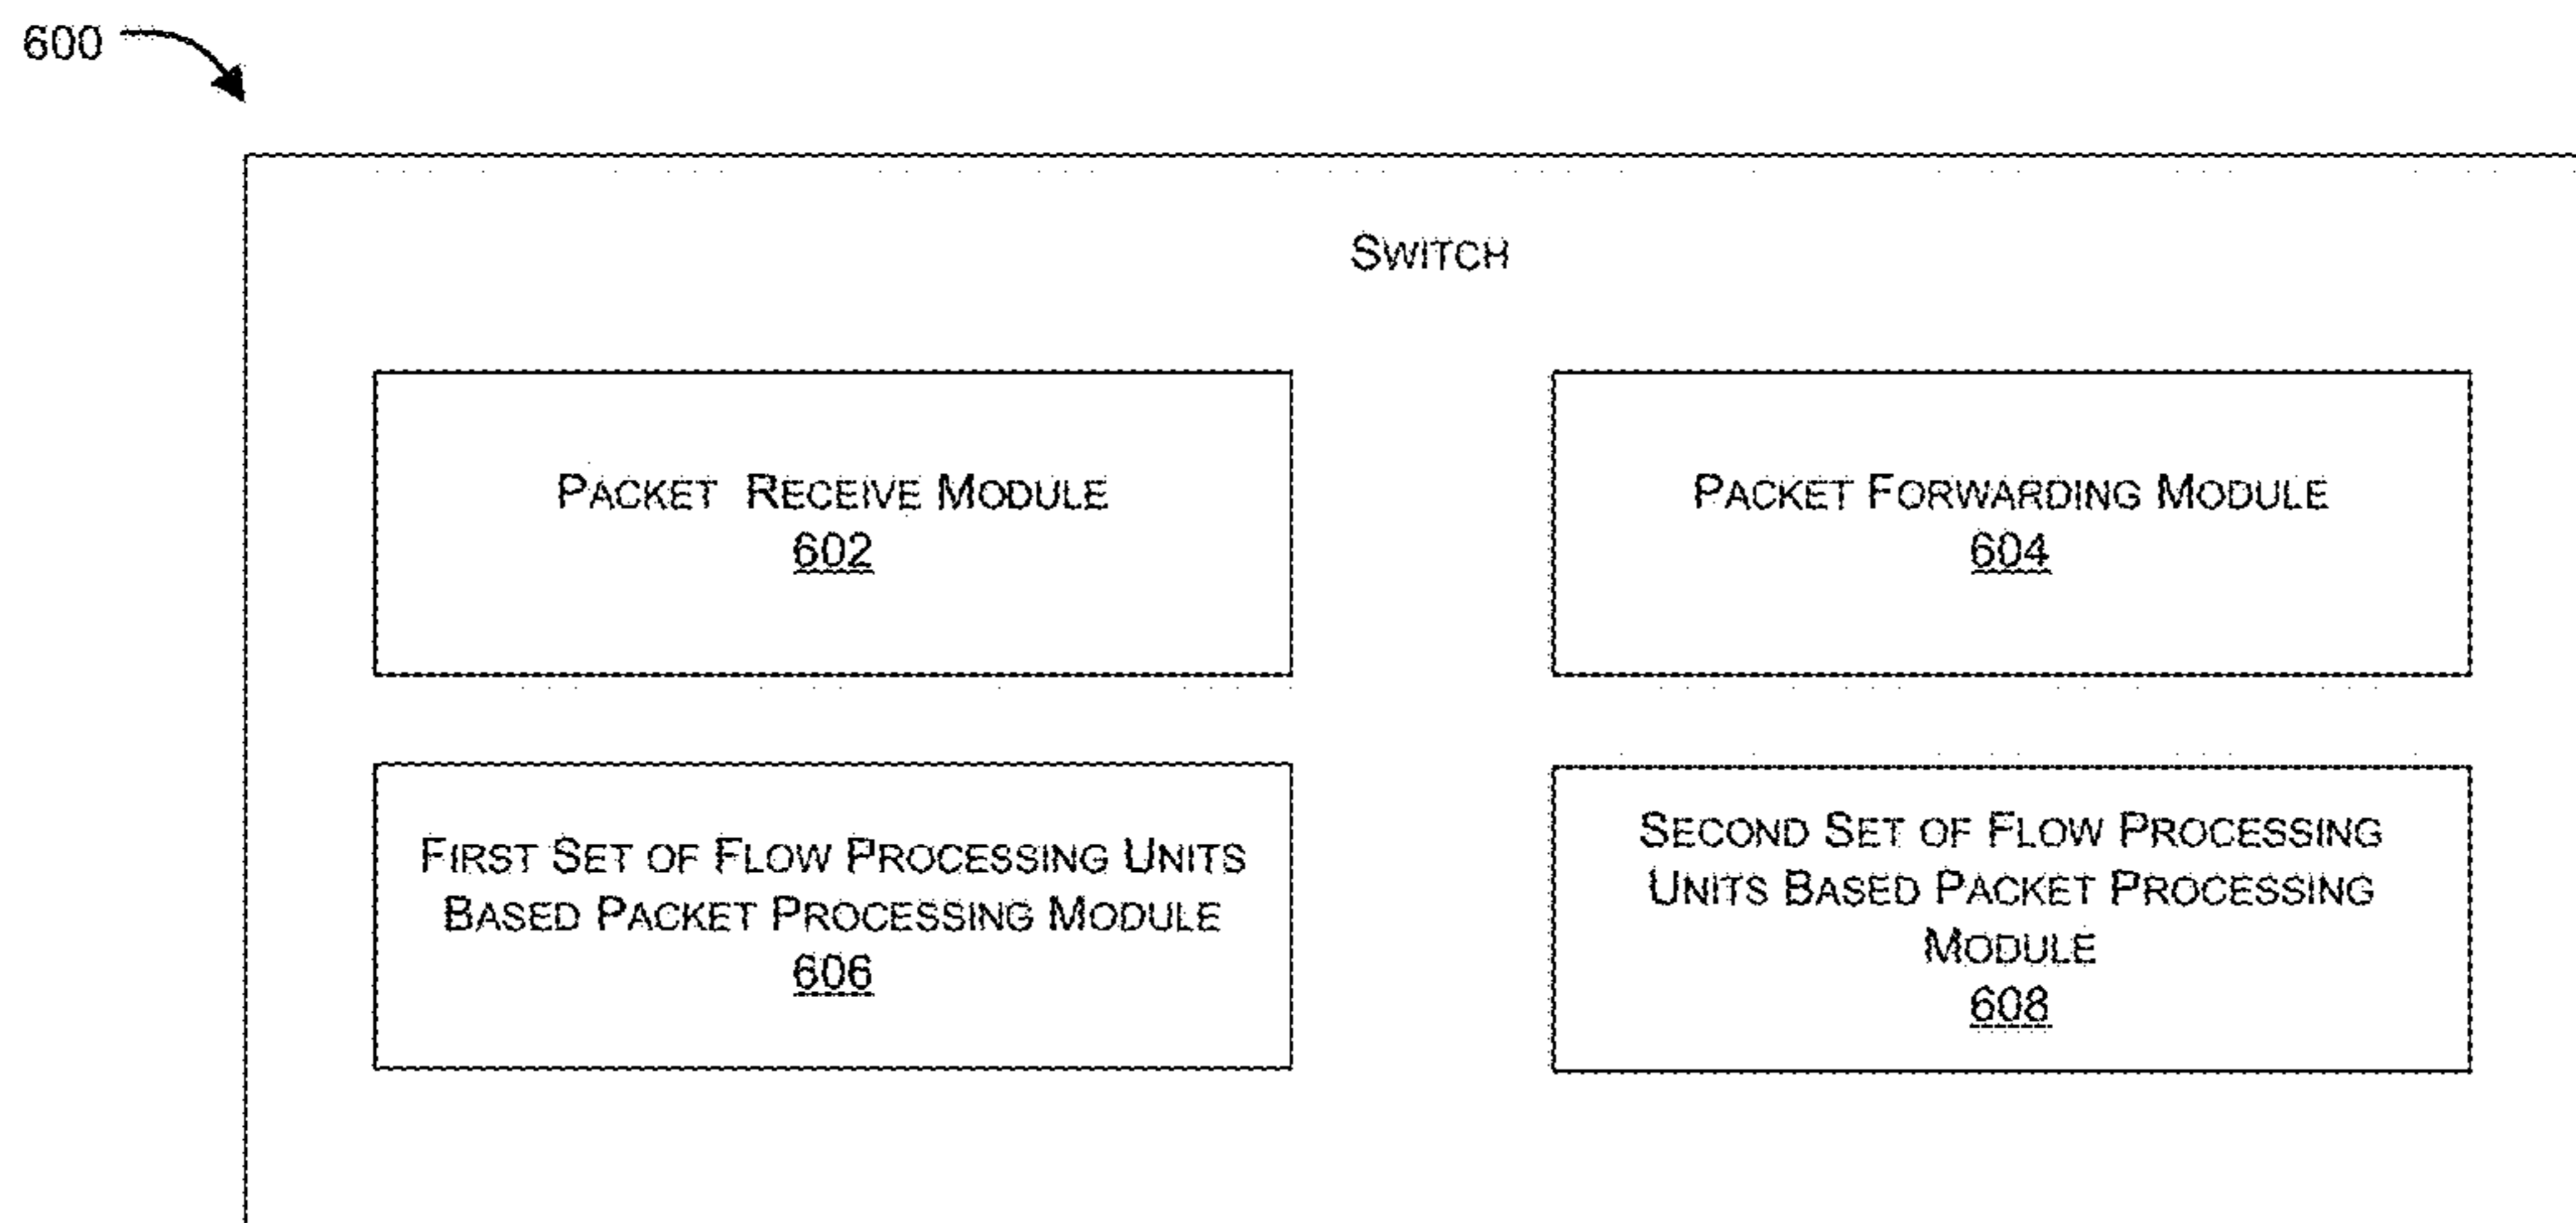 600
SWITCH
PACKET RECEIVE MODULE
602
PACKET FORWARDING MODULE
604
FIRST SET OF FLOW PROCESSING UNITS
BASED PACKET PROCESSING MODULE
606
SECOND SET OF FLOW PROCESSING
UNITS BASED PACKET PROCESSING
MODULE
608